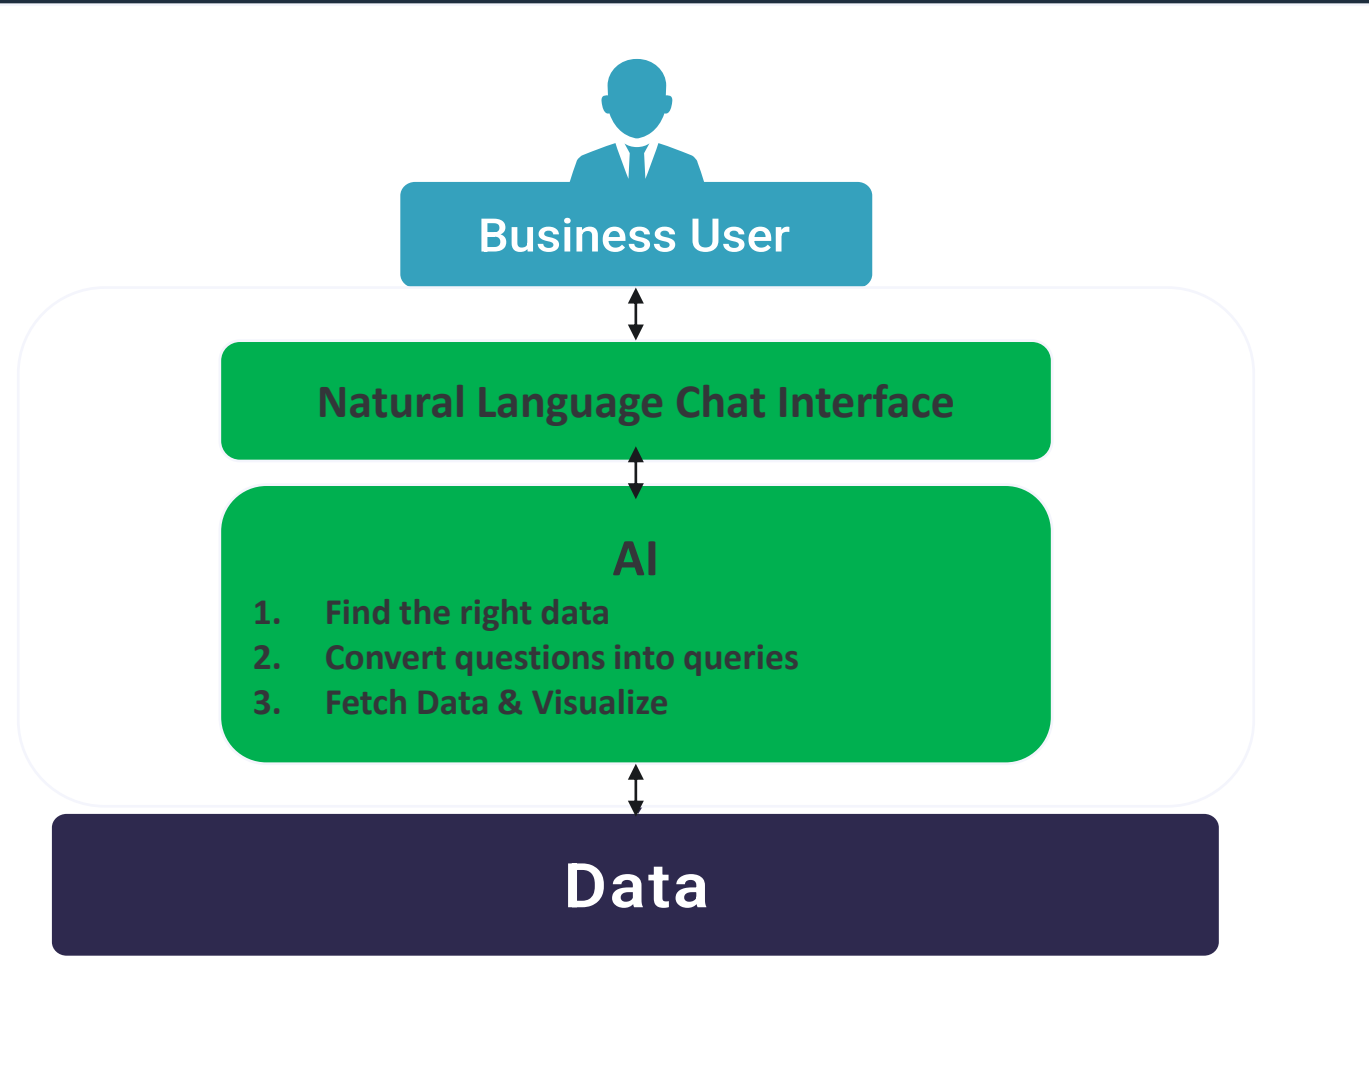 Business User
Natural Language Chat Interface
AI
1. Find the right data
2. Convert questions into queries
3. Fetch Data & Visualize
Data